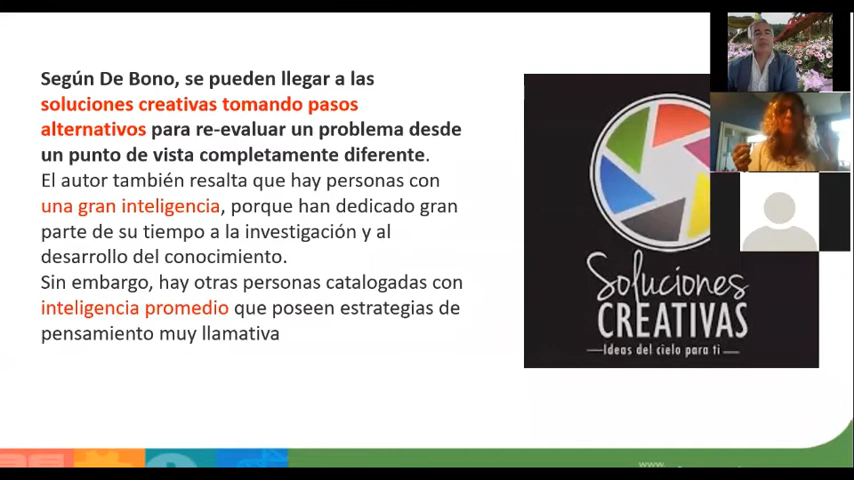 Según De Bono, se pueden llegar a las
soluciones creativas tomando pasos
alternativos para re-evaluar un problema desde
un punto de vista completamente diferente.
El autor también resalta que hay personas con
una gran inteligencia, porque han dedicado gran
parte de su tiempo a la investigación y al
desarrollo del conocimiento.
Sin embargo, hay otras personas catalogadas con
inteligencia promedio que poseen estrategias de
pensamiento muy llamativa
Soluciones
CREATIVAS
Ideas del cielo para ti
www.